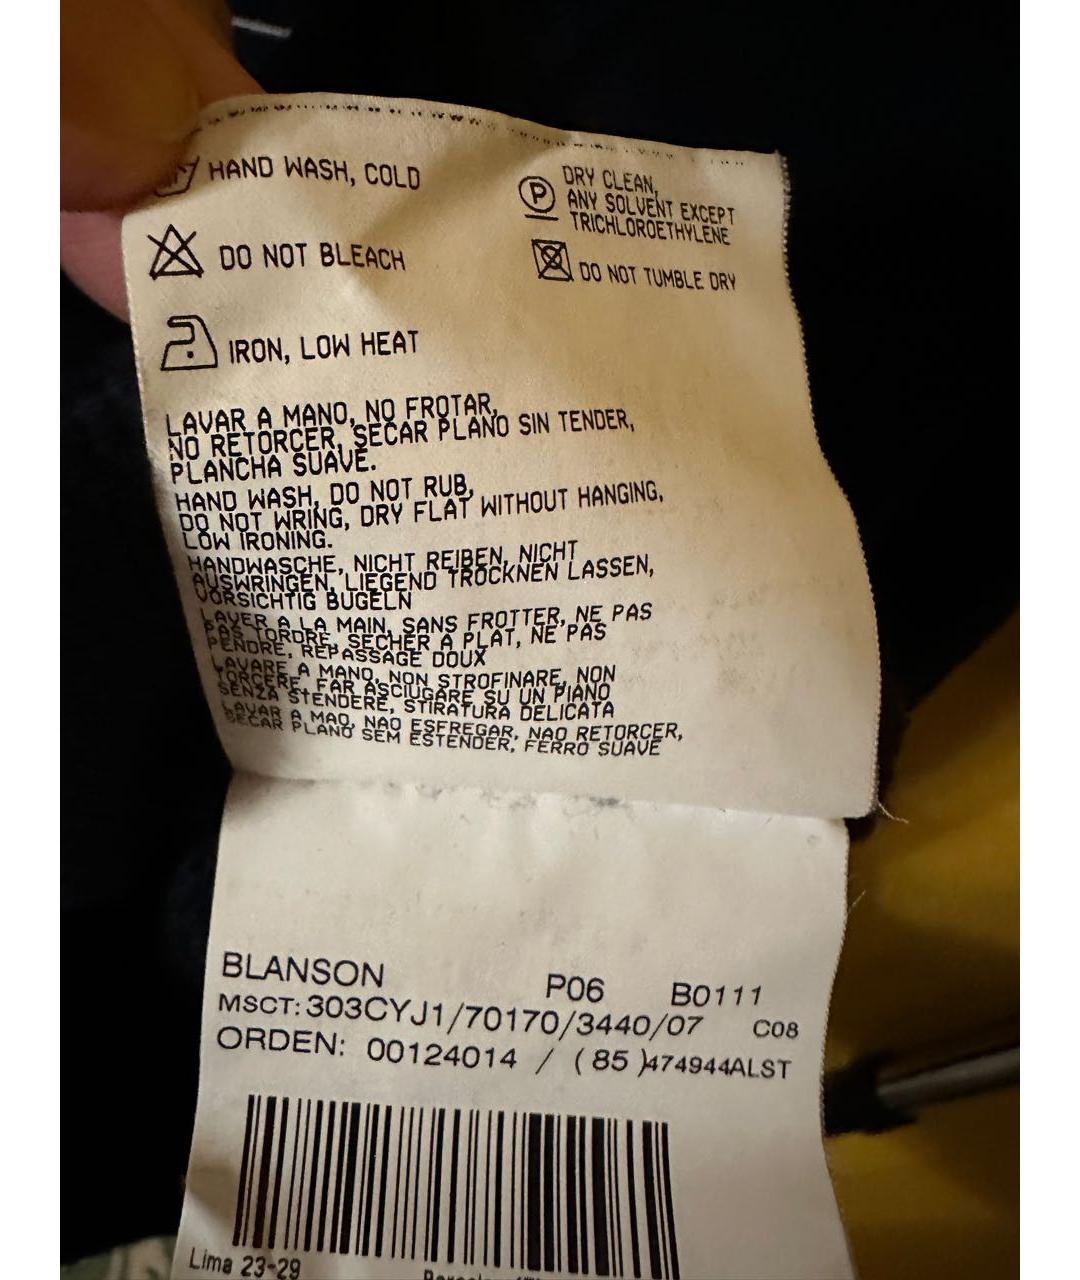 HAND WASH, COLD
DO NOT BLEACH
IRON, LOW HEAT
P
DRY CLEAN,
ANY SOLVENT EXCEPT
TRICHLOROETHYLENE
DO NOT TUMBLE DRY
LAVAR A MANO, NO FROTAR,
NO RETORCER, SECAR PLANO SIN TENDER,
PLANCHA SUAVE.
HAND WASH, DO NOT RUB,
DO NOT WRING, DRY FLAT WITHOUT HANGING,
LOW IRONING.
HANDWASCHE, NICHT REIBEN, NICHT
AUSWRINGEN, LIEGEND TROCKNEN LASSEN,
VORSICHTIG BUGELN
LAVER A LA MAIN, SANS FROTTER, NE PAS
PAS TORDRE, SECHER A PLAT, NE PAS
PENDRE, REPASSAGE DOUX
LAVARE A MANO, NON STROFINARE, NON
TORCERE, FAR ASCIUGARE SU UN PIANO
SENZA STENDERE, STIRATURA DELICATA
LAVAR A MAO, NAO ESFREGAR, NAO RETORCER,
SECAR PLANO SEM ESTENDER, FERRO SUAVE
BLANSON P06 B0111
MSCT: 303CYJ1/70170/3440/07 C08
ORDEN: 00124014 / (85 )474944ALST
Lima 23-29